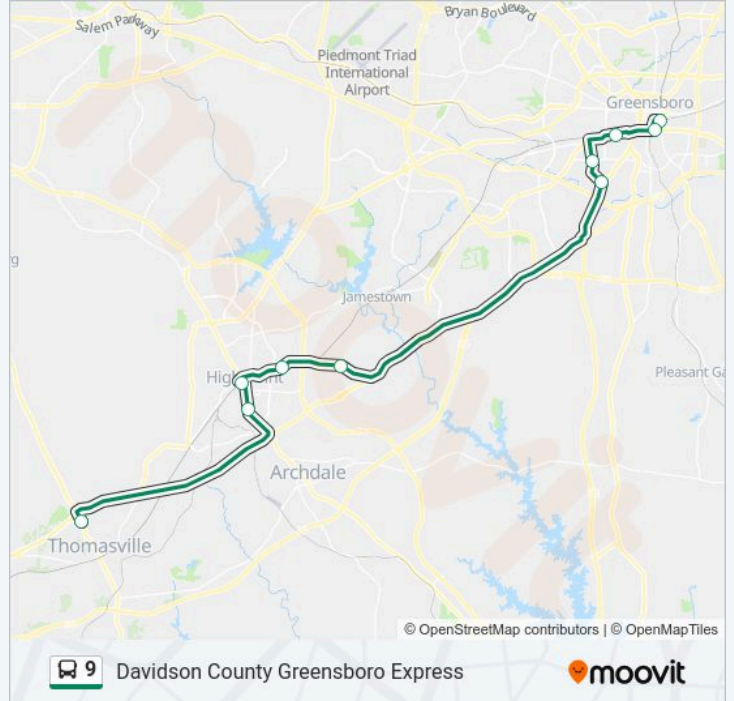 Salem Parkway
Bryan Boulevard
Piedmont Triad
International
Airport
Greensboro
g
Jamestown
Pleasant Ga
High Point
Archdale
Thomasville
moovit
© OpenStreetMap contributors | © OpenMapTiles
9 Davidson County Greensboro Express
moovit